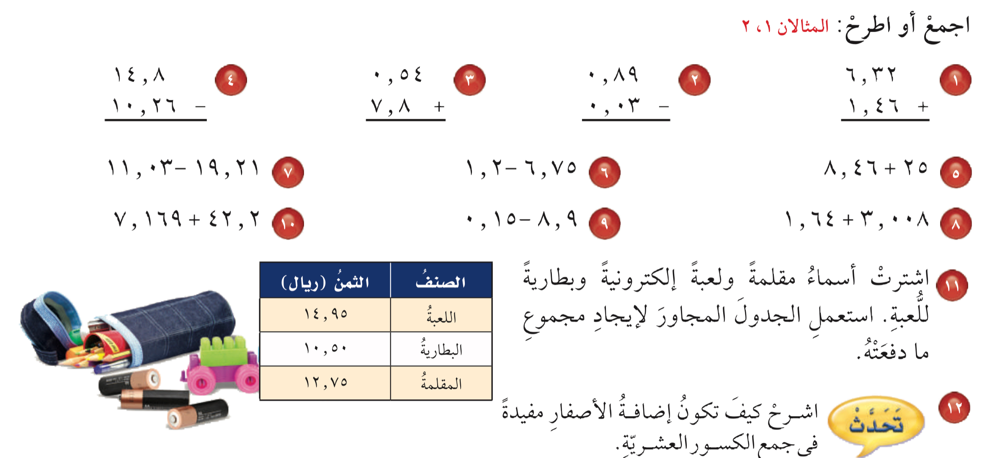 اجمعْ أو اطرحْ: المثالان ١، ٢
١ ٦,٣٢ ٢ ٠,٨٩ ٣ ٠,٥٤ ٤ ١٤,٨
+ ١,٤٦ − ٠,٠٣ + ٧,٨ − ١٠,٢٦
٥ ٢٥ + ٨,٤٦ ٦ ٦,٧٥ − ١,٢ ٧ ١٩,٢١ − ١١,٠٣
٨ ٣,٠٠٨ + ١,٦٤ ٩ ٨,٩ − ٠,١٥ ١٠ ٤٢,٢ + ٧,١٦٩
١١ اشترتْ أسماءُ مقلمةً ولعبةً إلكترونيةً وبطاريةً
للُّعبةِ. استعملِ الجدولَ المجاورَ لإيجادِ مجموعِ
ما دفعَتْهُ.
الصنفُ الثمنُ (ريال)
اللعبةُ ١٤,٩٥
البطاريةُ ١٠,٥٠
المقلمةُ ١٢,٧٥
١٢ تَحَدَّثْ اشرحْ كيفَ تكونُ إضافةُ الأصفارِ مفيدةً
في جمع الكسور العشريّةِ.